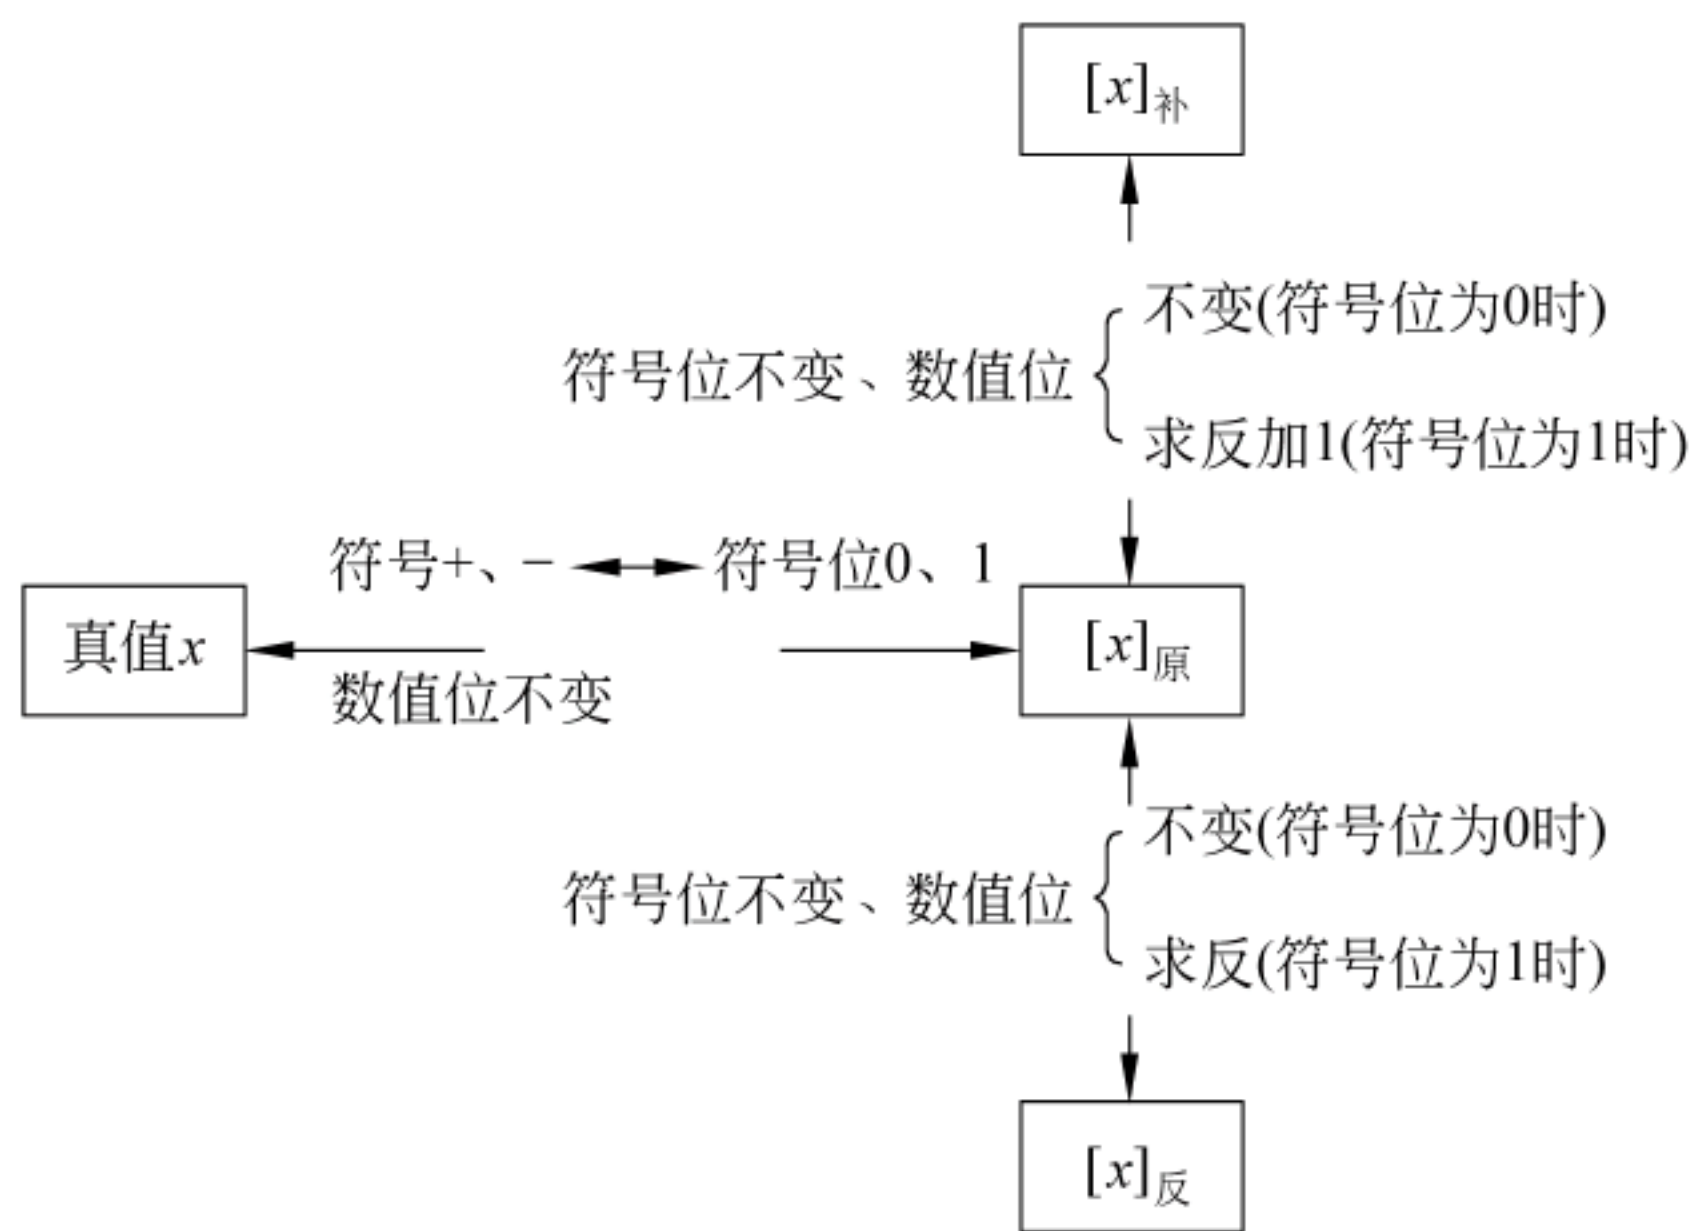 [x]补
不变(符号位为0时)
符号位不变、数值位
求反加1(符号位为1时)
符号+、− 符号位0、1
真值x
[x]原
数值位不变
不变(符号位为0时)
符号位不变、数值位
求反(符号位为1时)
[x]反